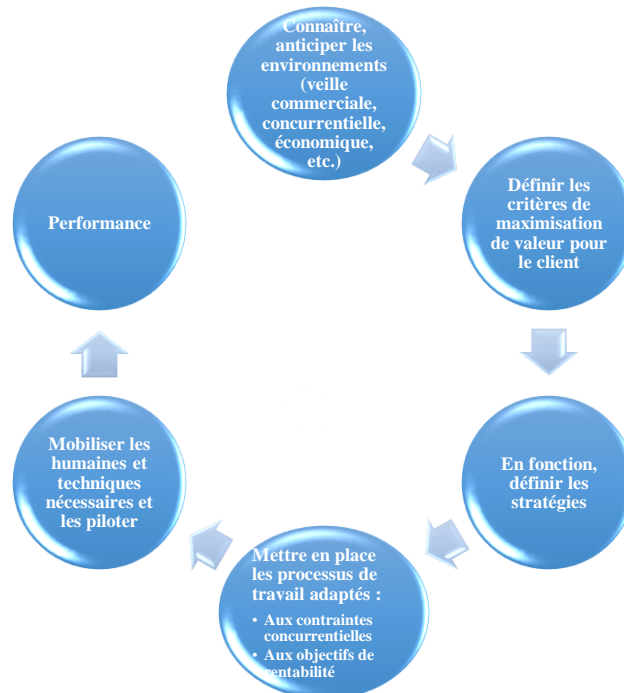 Connaître,
anticiper les
environnements
(veille
commerciale,
concurrentielle,
économique,
etc.)
Définir les
critères de
maximisation
de valeur pour
le client
En fonction,
définir les
stratégies
Mettre en place
les processus de
travail adaptés :
• Aux contraintes
concurrentielles
• Aux objectifs de
rentabilité
Mobiliser les
humaines et
techniques
nécessaires et
les piloter
Performance